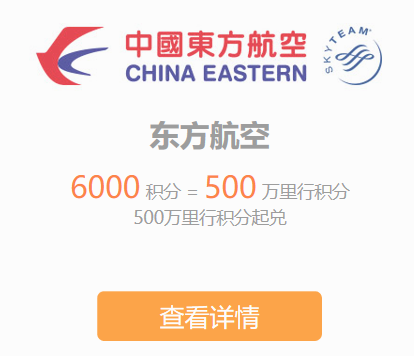 中國東方航空
CHINA EASTERN
SKYTEAM
东方航空
6000 积分 = 500 万里行积分
500万里行积分起兑
查看详情